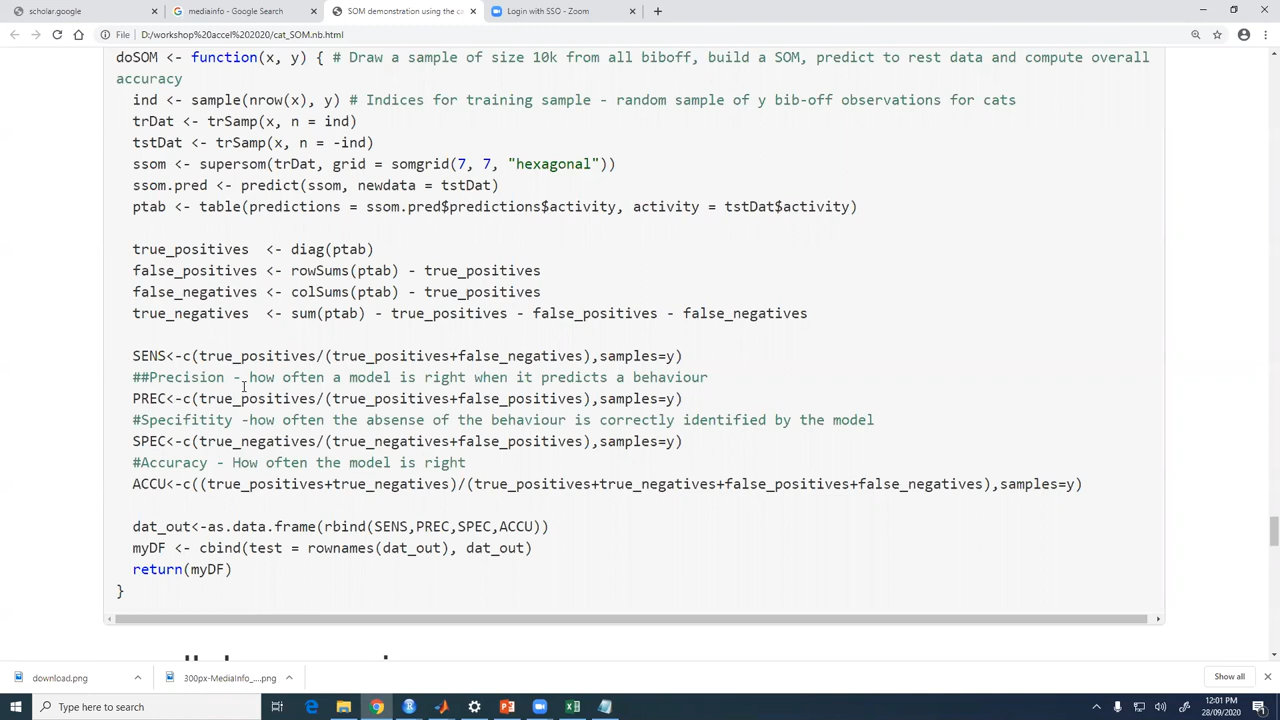 scholar.google
mediainfo - Google Search
SOM demonstration using the ca
Login with SSO - Zoom
File
D:/workshop%20accel%202020/cat_SOM.nb.html
doSOM <- function(x, y) { # Draw a sample of size 10k from all biboff, build a SOM, predict to rest data and compute overall
accuracy
ind <- sample(nrow(x), y) # Indices for training sample - random sample of y bib-off observations for cats
trDat <- trSamp(x, n = ind)
tstDat <- trSamp(x, n = -ind)
ssom <- supersom(trDat, grid = somgrid(7, 7, "hexagonal"))
ssom.pred <- predict(ssom, newdata = tstDat)
ptab <- table(predictions = ssom.pred$predictions$activity, activity = tstDat$activity)
true_positives <- diag(ptab)
false_positives <- rowSums(ptab) - true_positives
false_negatives <- colSums(ptab) - true_positives
true_negatives <- sum(ptab) - true_positives - false_positives - false_negatives
SENS<-c(true_positives/(true_positives+false_negatives),samples=y)
##Precision - how often a model is right when it predicts a behaviour
PREC<-c(true_positives/(true_positives+false_positives),samples=y)
#Specifitity -how often the absense of the behaviour is correctly identified by the model
SPEC<-c(true_negatives/(true_negatives+false_positives),samples=y)
#Accuracy - How often the model is right
ACCU<-c((true_positives+true_negatives)/(true_positives+true_negatives+false_positives+false_negatives),samples=y)
dat_out<-as.data.frame(rbind(SENS,PREC,SPEC,ACCU))
myDF <- cbind(test = rownames(dat_out), dat_out)
return(myDF)
}
download.png
300px-MediaInfo_....png
Show all
Type here to search
12:01 PM
28/09/2020